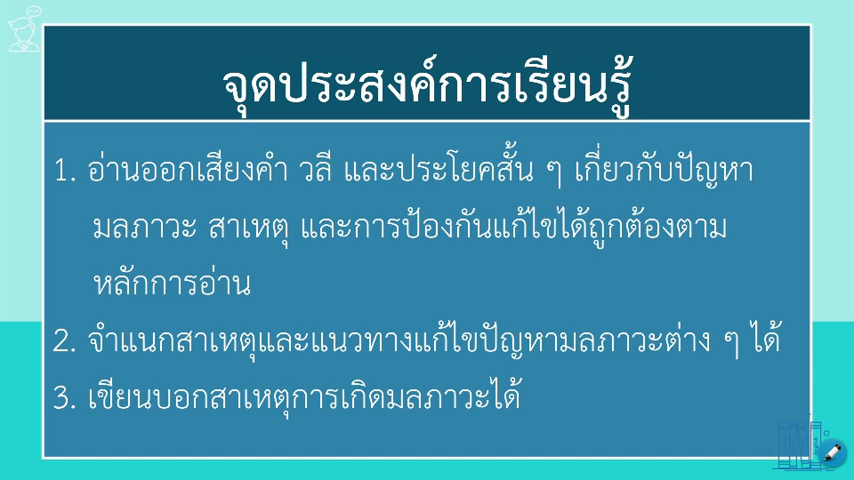 จุดประสงค์การเรียนรู้
1. อ่านออกเสียงคำ วลี และประโยคสั้น ๆ เกี่ยวกับปัญหา
มลภาวะ สาเหตุ และการป้องกันแก้ไขได้ถูกต้องตาม
หลักการอ่าน
2. จำแนกสาเหตุและแนวทางแก้ไขปัญหามลภาวะต่าง ๆ ได้
3. เขียนบอกสาเหตุการเกิดมลภาวะได้